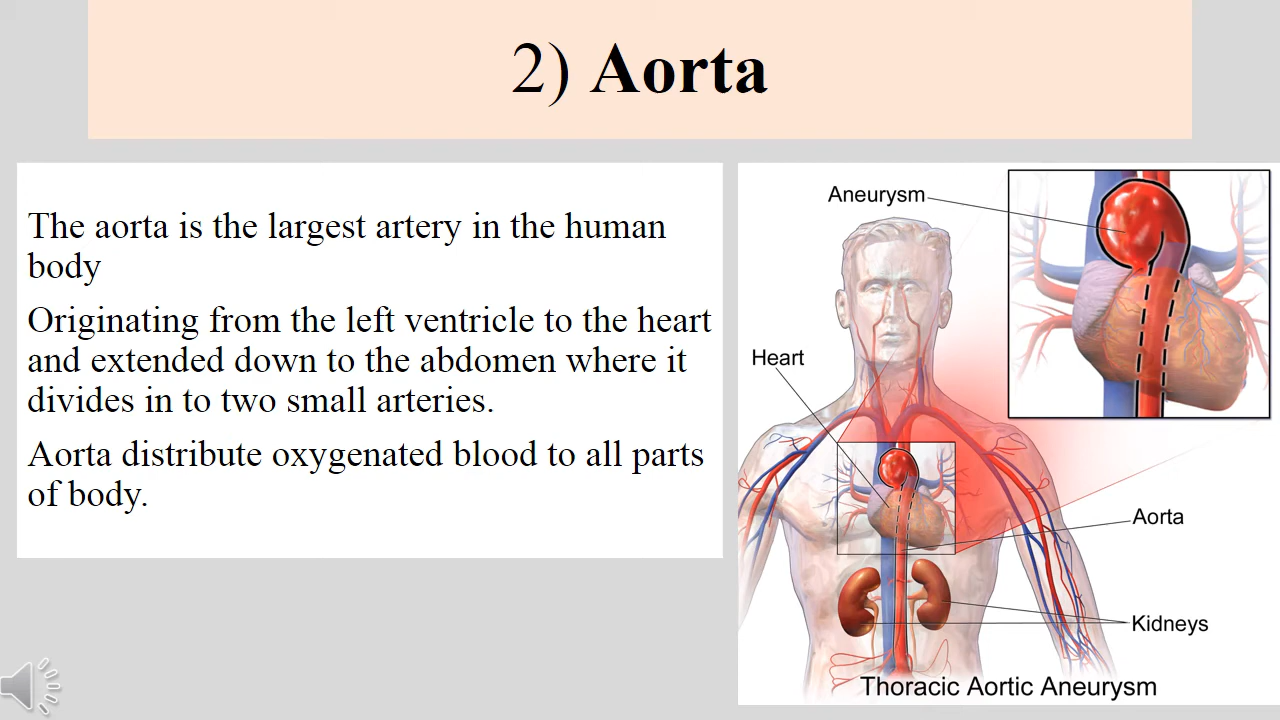 2) Aorta
The aorta is the largest artery in the human
body
Originating from the left ventricle to the heart
and extended down to the abdomen where it
divides in to two small arteries.
Aorta distribute oxygenated blood to all parts
of body.
Aneurysm
Heart
Aorta
Kidneys
Thoracic Aortic Aneurysm